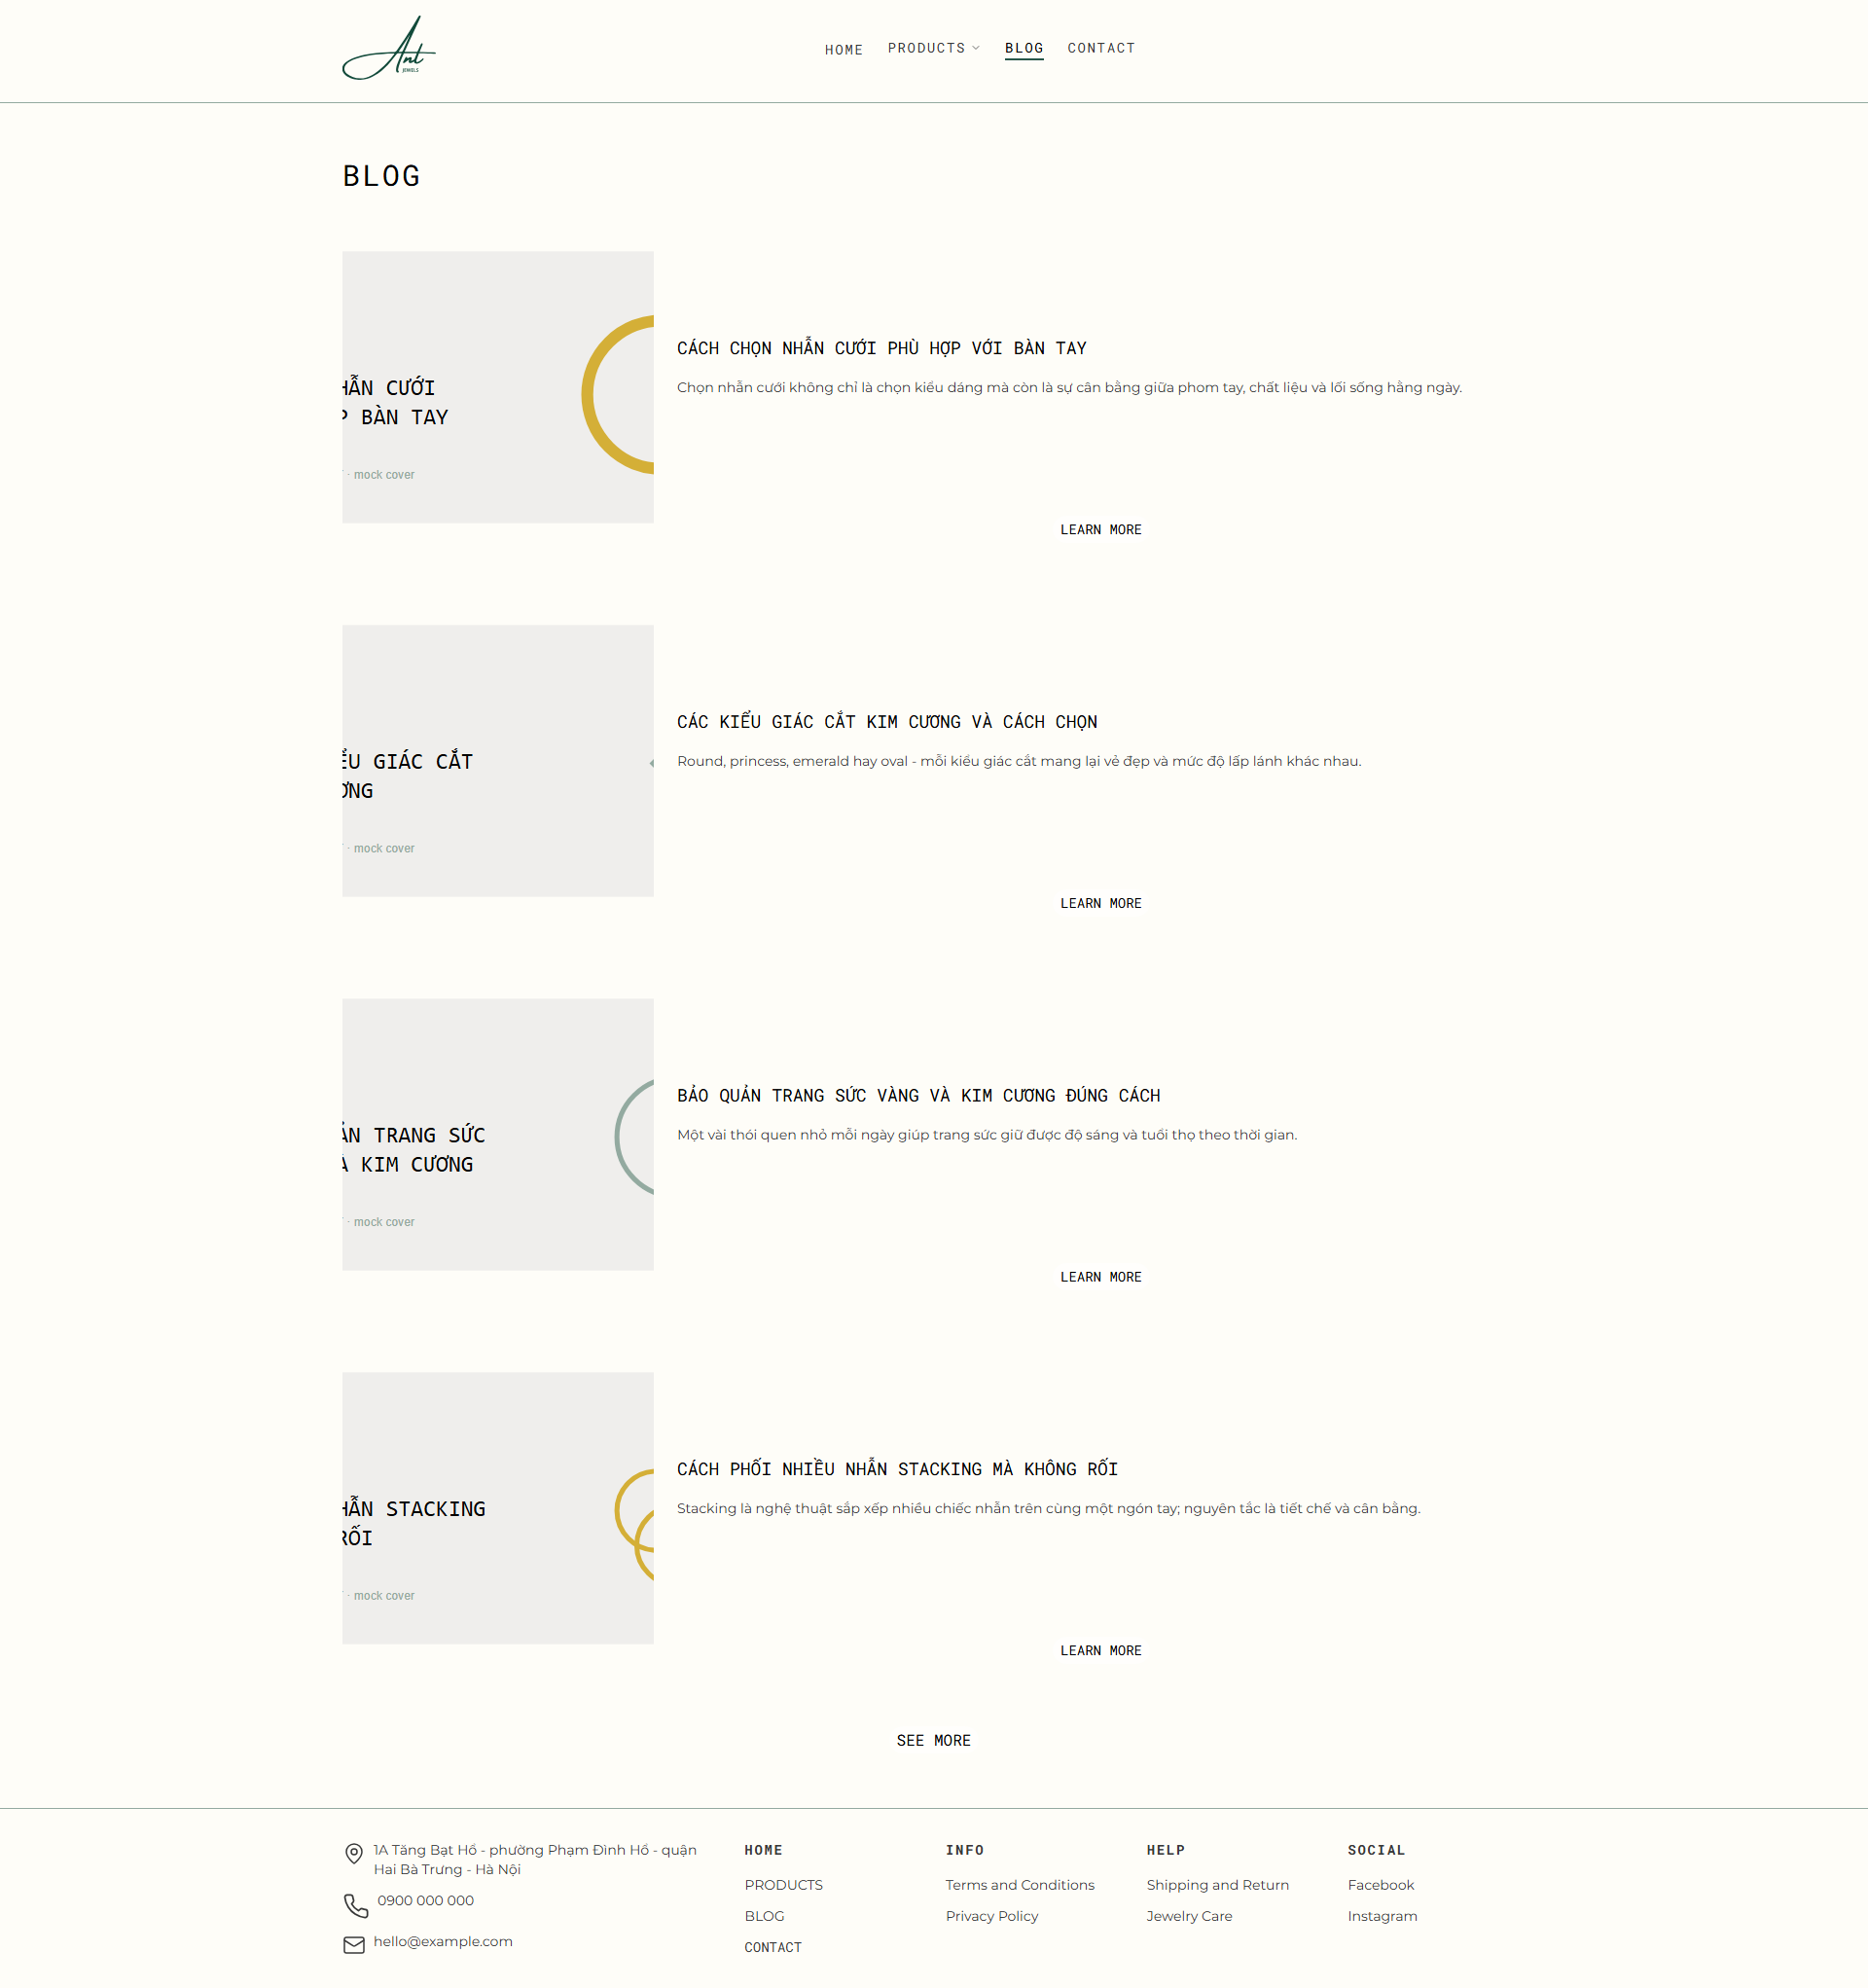 Anl
JEWELS
HOME
PRODUCTS
BLOG
CONTACT
BLOG
CƯỚI
BÀN TAY
· mock cover
CÁCH CHỌN NHẪN CƯỚI PHÙ HỢP VỚI BÀN TAY
Chọn nhẫn cưới không chỉ là chọn kiểu dáng mà còn là sự cân bằng giữa phom tay, chất liệu và lối sống hằng ngày.
LEARN MORE
GIÁC CẮT
· mock cover
CÁC KIỂU GIÁC CẮT KIM CƯƠNG VÀ CÁCH CHỌN
Round, princess, emerald hay oval - mỗi kiểu giác cắt mang lại vẻ đẹp và mức độ lấp lánh khác nhau.
LEARN MORE
TRANG SỨC
KIM CƯƠNG
· mock cover
BẢO QUẢN TRANG SỨC VÀNG VÀ KIM CƯƠNG ĐÚNG CÁCH
Một vài thói quen nhỏ mỗi ngày giúp trang sức giữ được độ sáng và tuổi thọ theo thời gian.
LEARN MORE
STACKING
RỐI
· mock cover
CÁCH PHỐI NHIỀU NHẪN STACKING MÀ KHÔNG RỐI
Stacking là nghệ thuật sắp xếp nhiều chiếc nhẫn trên cùng một ngón tay; nguyên tắc là tiết chế và cân bằng.
LEARN MORE
SEE MORE
1A Tăng Bạt Hổ - phường Phạm Đình Hổ - quận
Hai Bà Trưng - Hà Nội
0900 000 000
hello@example.com
HOME
PRODUCTS
BLOG
CONTACT
INFO
Terms and Conditions
Privacy Policy
HELP
Shipping and Return
Jewelry Care
SOCIAL
Facebook
Instagram